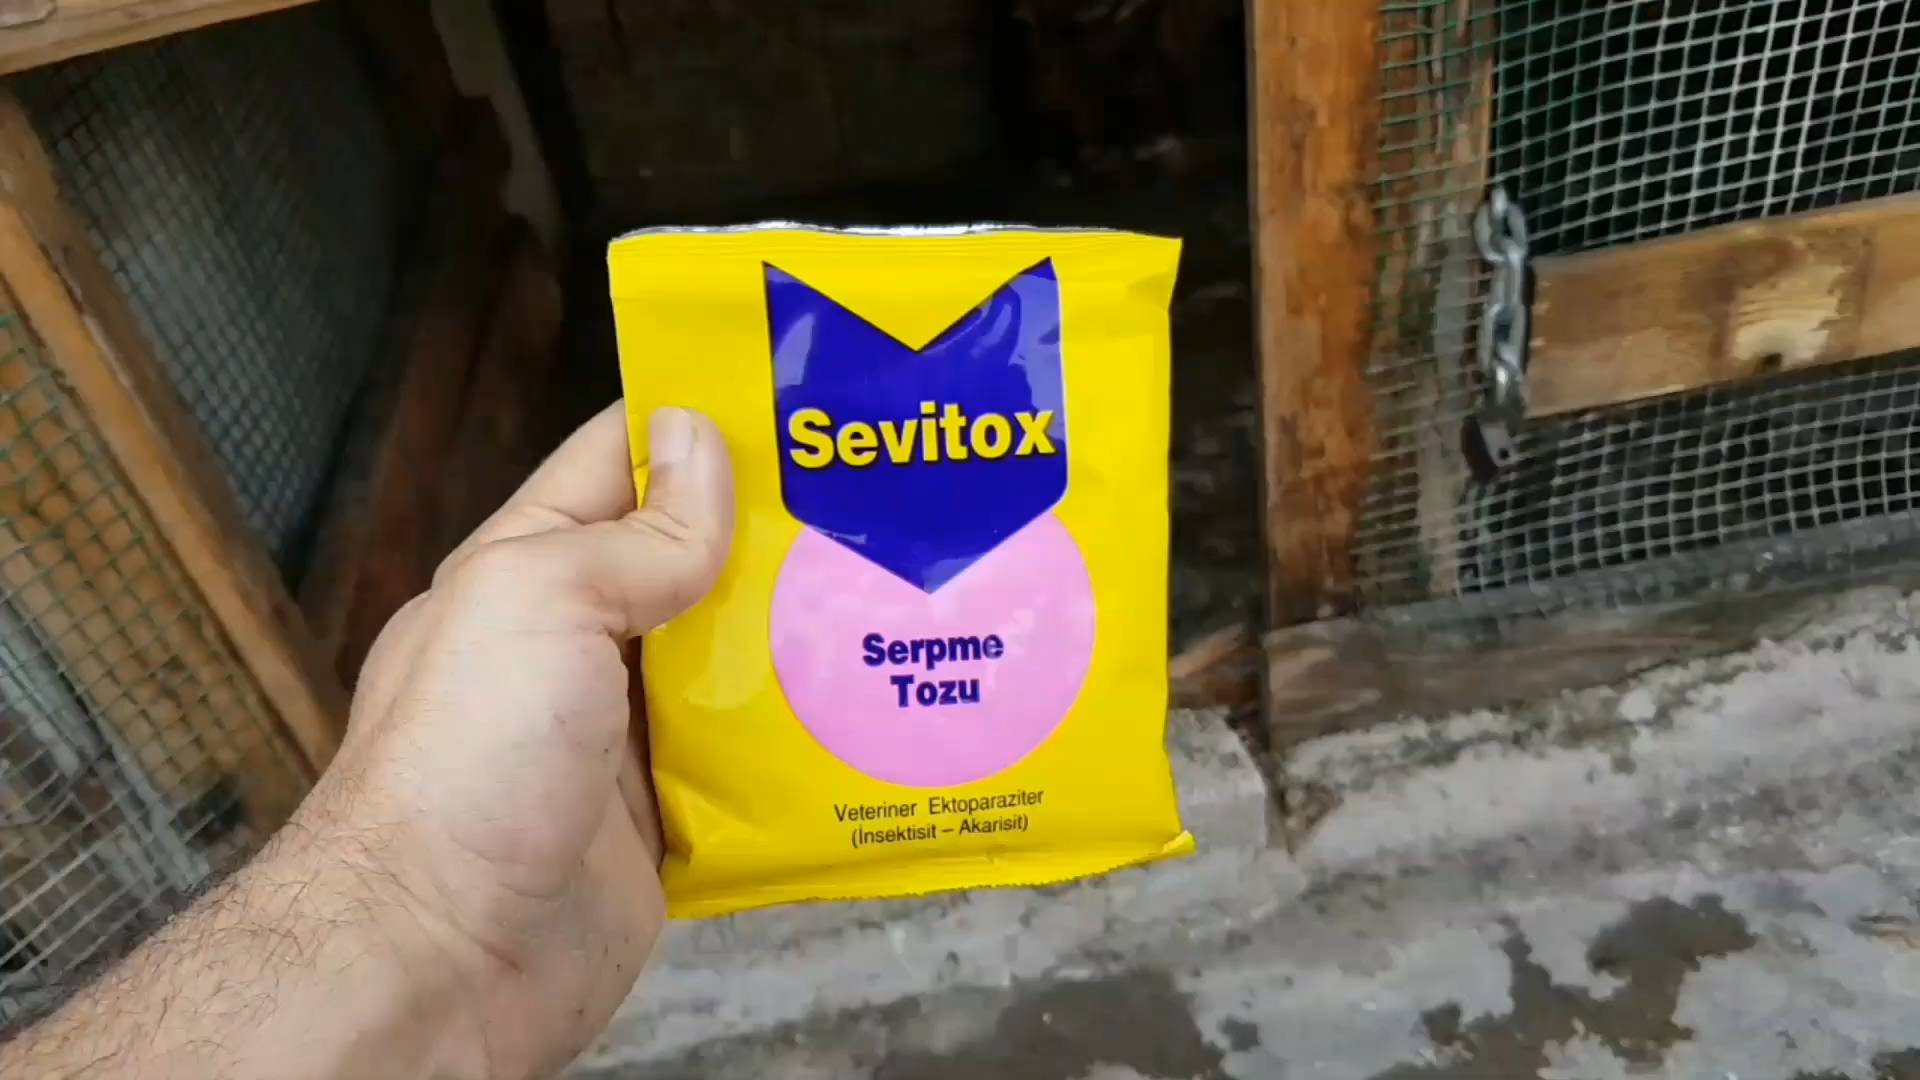 Sevitox
Serpme
Tozu
Veteriner Ektoparaziter
(İnsektisit – Akarisit)